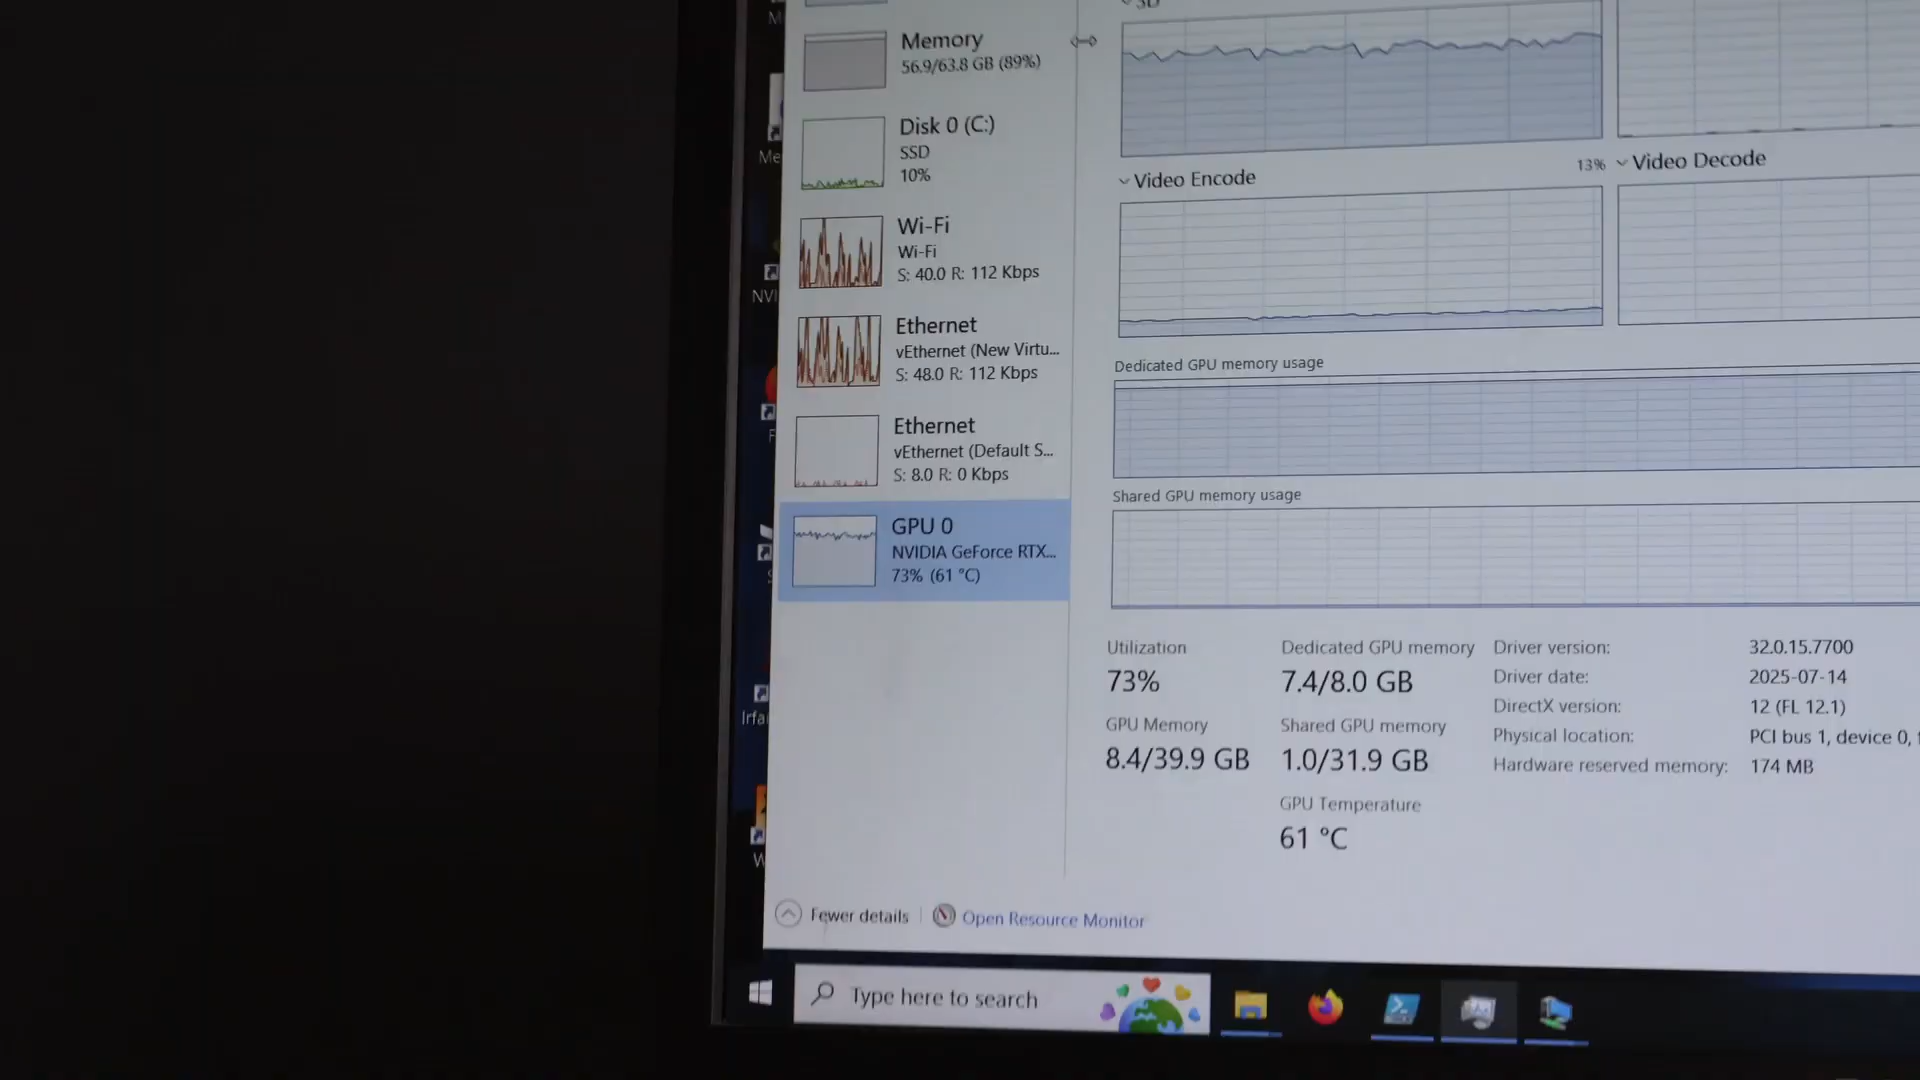 3D
Memory
56.9/63.8 GB (89%)
Disk 0 (C:)
SSD
10%
Wi-Fi
Wi-Fi
S: 40.0 R: 112 Kbps
Ethernet
vEthernet (New Virtu...
S: 48.0 R: 112 Kbps
Ethernet
vEthernet (Default S...
S: 8.0 R: 0 Kbps
GPU 0
NVIDIA GeForce RTX...
73% (61 °C)
Video Encode
13%
Video Decode
Dedicated GPU memory usage
Shared GPU memory usage
Utilization
73%
Dedicated GPU memory
7.4/8.0 GB
GPU Memory
8.4/39.9 GB
Shared GPU memory
1.0/31.9 GB
GPU Temperature
61 °C
Driver version: 32.0.15.7700
Driver date: 2025-07-14
DirectX version: 12 (FL 12.1)
Physical location: PCI bus 1, device 0,
Hardware reserved memory: 174 MB
Me
NVI
Irfa
W
Fewer details
Open Resource Monitor
Type here to search